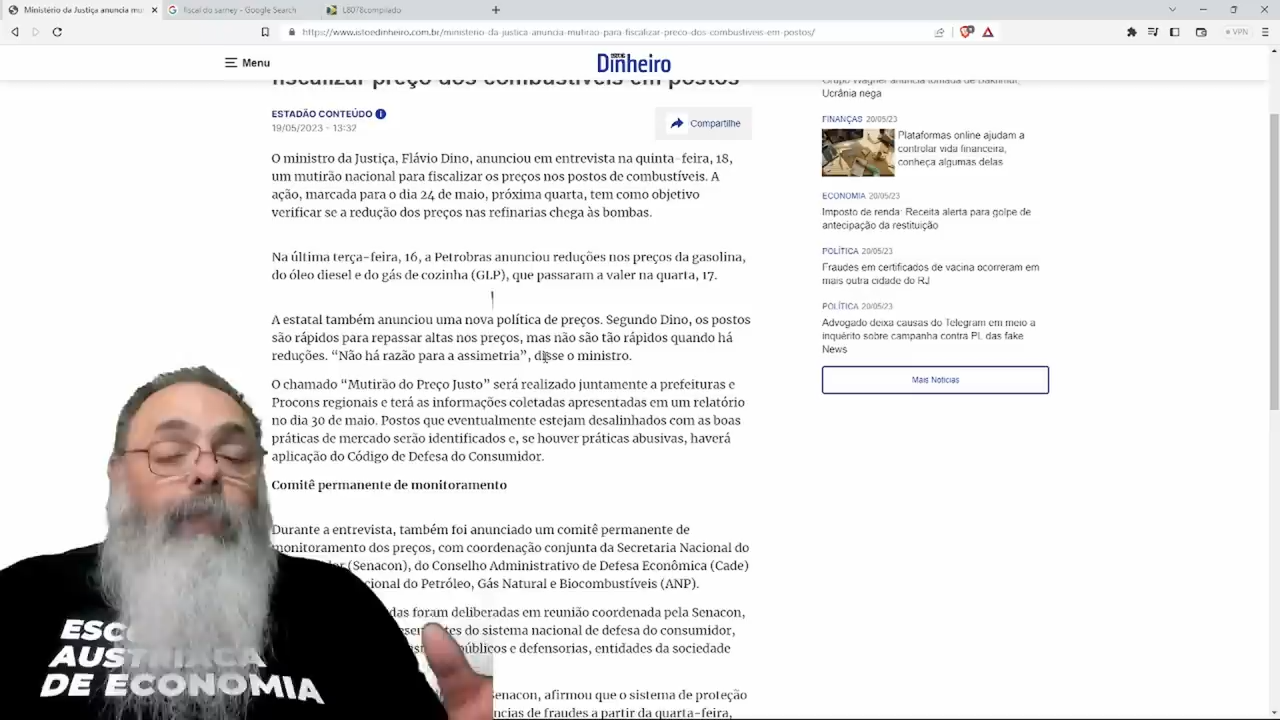 Ministério da Justiça anuncia mut
fiscal do sarney - Google Search
L8078compilado
https://www.istoedinheiro.com.br/ministerio-da-justica-anuncia-mutirao-para-fiscalizar-preco-dos-combustiveis-em-postos/
VPN
Menu
Dinheiro
fiscalizar preço dos combustíveis em postos
ESTADÃO CONTEÚDO
19/05/2023 - 13:32
Compartilhe
O ministro da Justiça, Flávio Dino, anunciou em entrevista na quinta-feira, 18,
um mutirão nacional para fiscalizar os preços nos postos de combustíveis. A
ação, marcada para o dia 24 de maio, próxima quarta, tem como objetivo
verificar se a redução dos preços nas refinarias chega às bombas.
Na última terça-feira, 16, a Petrobras anunciou reduções nos preços da gasolina,
do óleo diesel e do gás de cozinha (GLP), que passaram a valer na quarta, 17.
A estatal também anunciou uma nova política de preços. Segundo Dino, os postos
são rápidos para repassar altas nos preços, mas não são tão rápidos quando há
reduções. “Não há razão para a assimetria”, disse o ministro.
O chamado “Mutirão do Preço Justo” será realizado juntamente a prefeituras e
Procons regionais e terá as informações coletadas apresentadas em um relatório
no dia 30 de maio. Postos que eventualmente estejam desalinhados com as boas
práticas de mercado serão identificados e, se houver práticas abusivas, haverá
aplicação do Código de Defesa do Consumidor.
Comitê permanente de monitoramento
Durante a entrevista, também foi anunciado um comitê permanente de
monitoramento dos preços, com coordenação conjunta da Secretaria Nacional do
(Senacon), do Conselho Administrativo de Defesa Econômica (Cade)
do Petróleo, Gás Natural e Biocombustíveis (ANP).
foram deliberadas em reunião coordenada pela Senacon,
do sistema nacional de defesa do consumidor,
e defensorias, entidades da sociedade
Senacon, afirmou que o sistema de proteção
de fraudes a partir da quarta-feira,
Grupo Wagner anuncia tomada de Bakhmut,
Ucrânia nega
FINANÇAS 20/05/23
Plataformas online ajudam a
controlar vida financeira,
conheça algumas delas
ECONOMIA 20/05/23
Imposto de renda: Receita alerta para golpe de
antecipação da restituição
POLÍTICA 20/05/23
Fraudes em certificados de vacina ocorreram em
mais outra cidade do RJ
POLÍTICA 20/05/23
Advogado deixa causas do Telegram em meio a
inquérito sobre campanha contra PL das fake
News
Mais Notícias
DE ECONOMIA